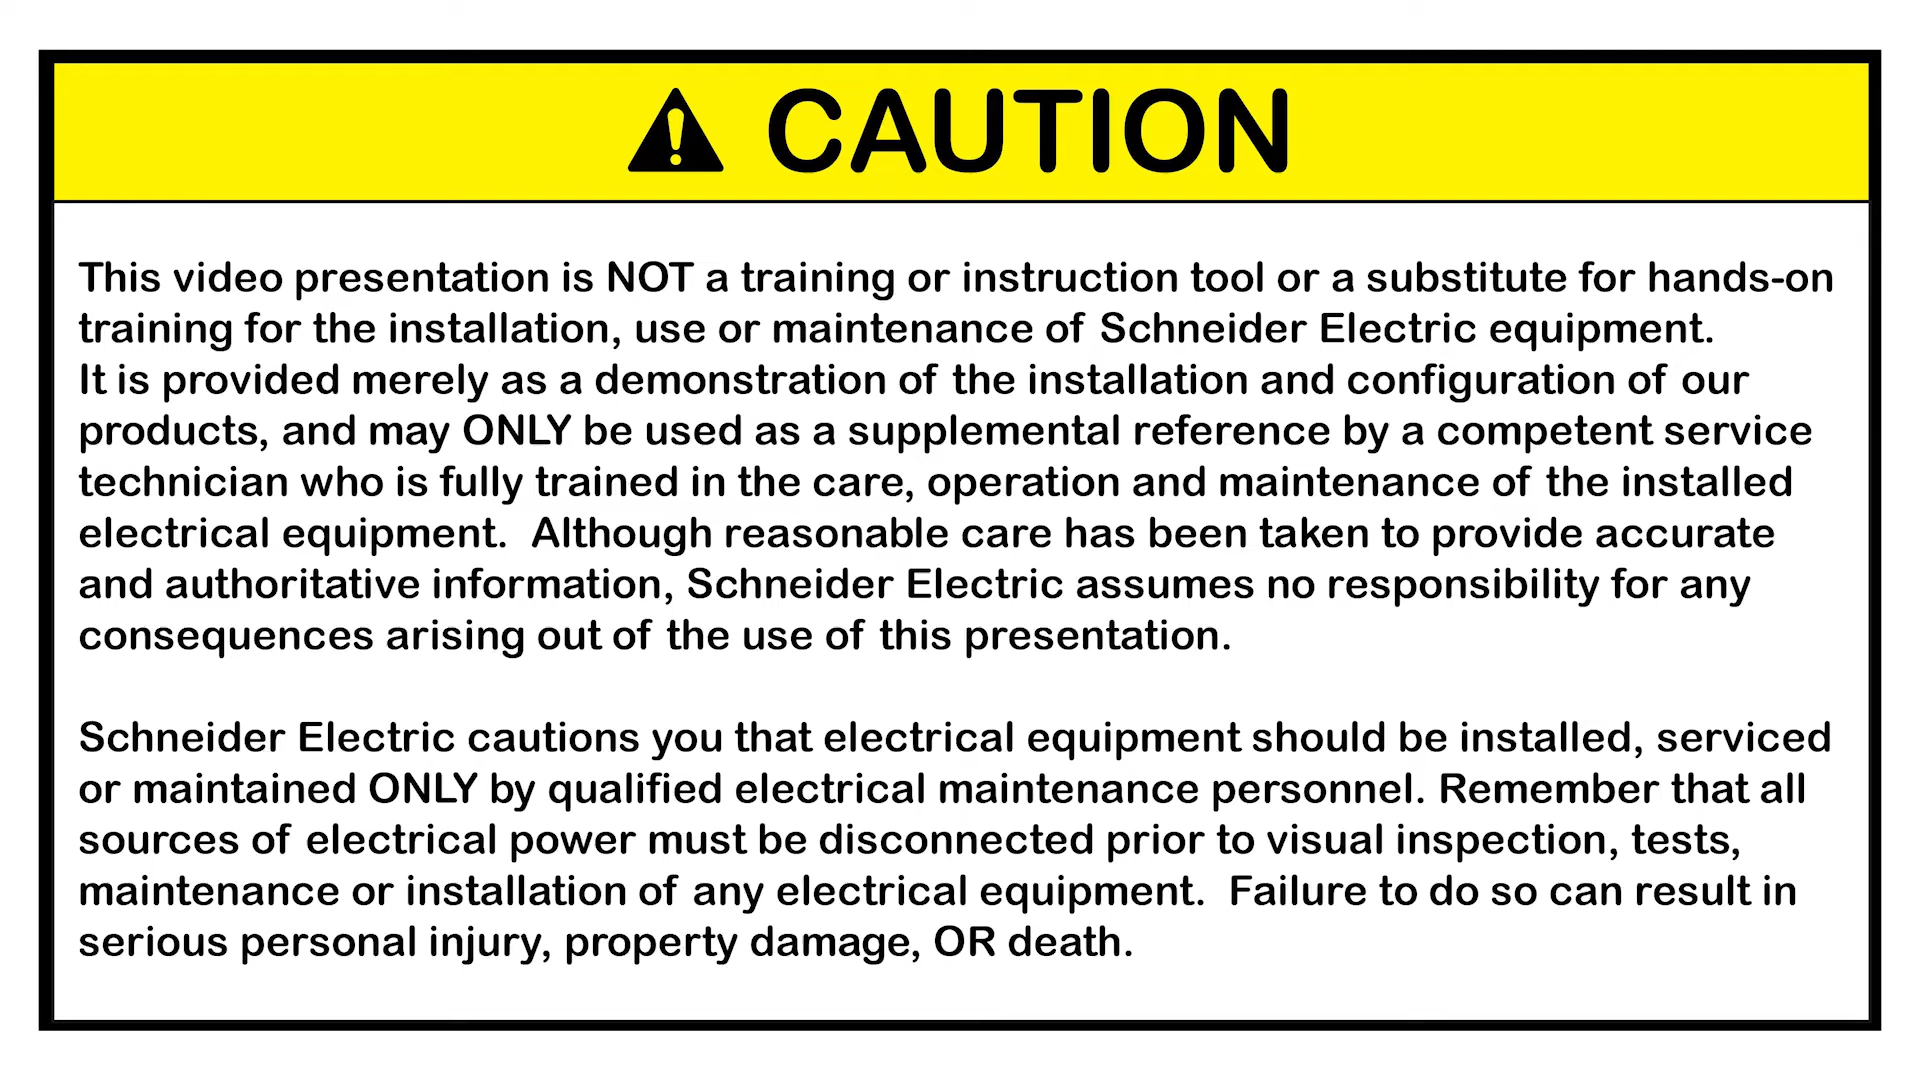 CAUTION
This video presentation is NOT a training or instruction tool or a substitute for hands-on
training for the installation, use or maintenance of Schneider Electric equipment.
It is provided merely as a demonstration of the installation and configuration of our
products, and may ONLY be used as a supplemental reference by a competent service
technician who is fully trained in the care, operation and maintenance of the installed
electrical equipment.  Although reasonable care has been taken to provide accurate
and authoritative information, Schneider Electric assumes no responsibility for any
consequences arising out of the use of this presentation.
Schneider Electric cautions you that electrical equipment should be installed, serviced
or maintained ONLY by qualified electrical maintenance personnel. Remember that all
sources of electrical power must be disconnected prior to visual inspection, tests,
maintenance or installation of any electrical equipment.  Failure to do so can result in
serious personal injury, property damage, OR death.